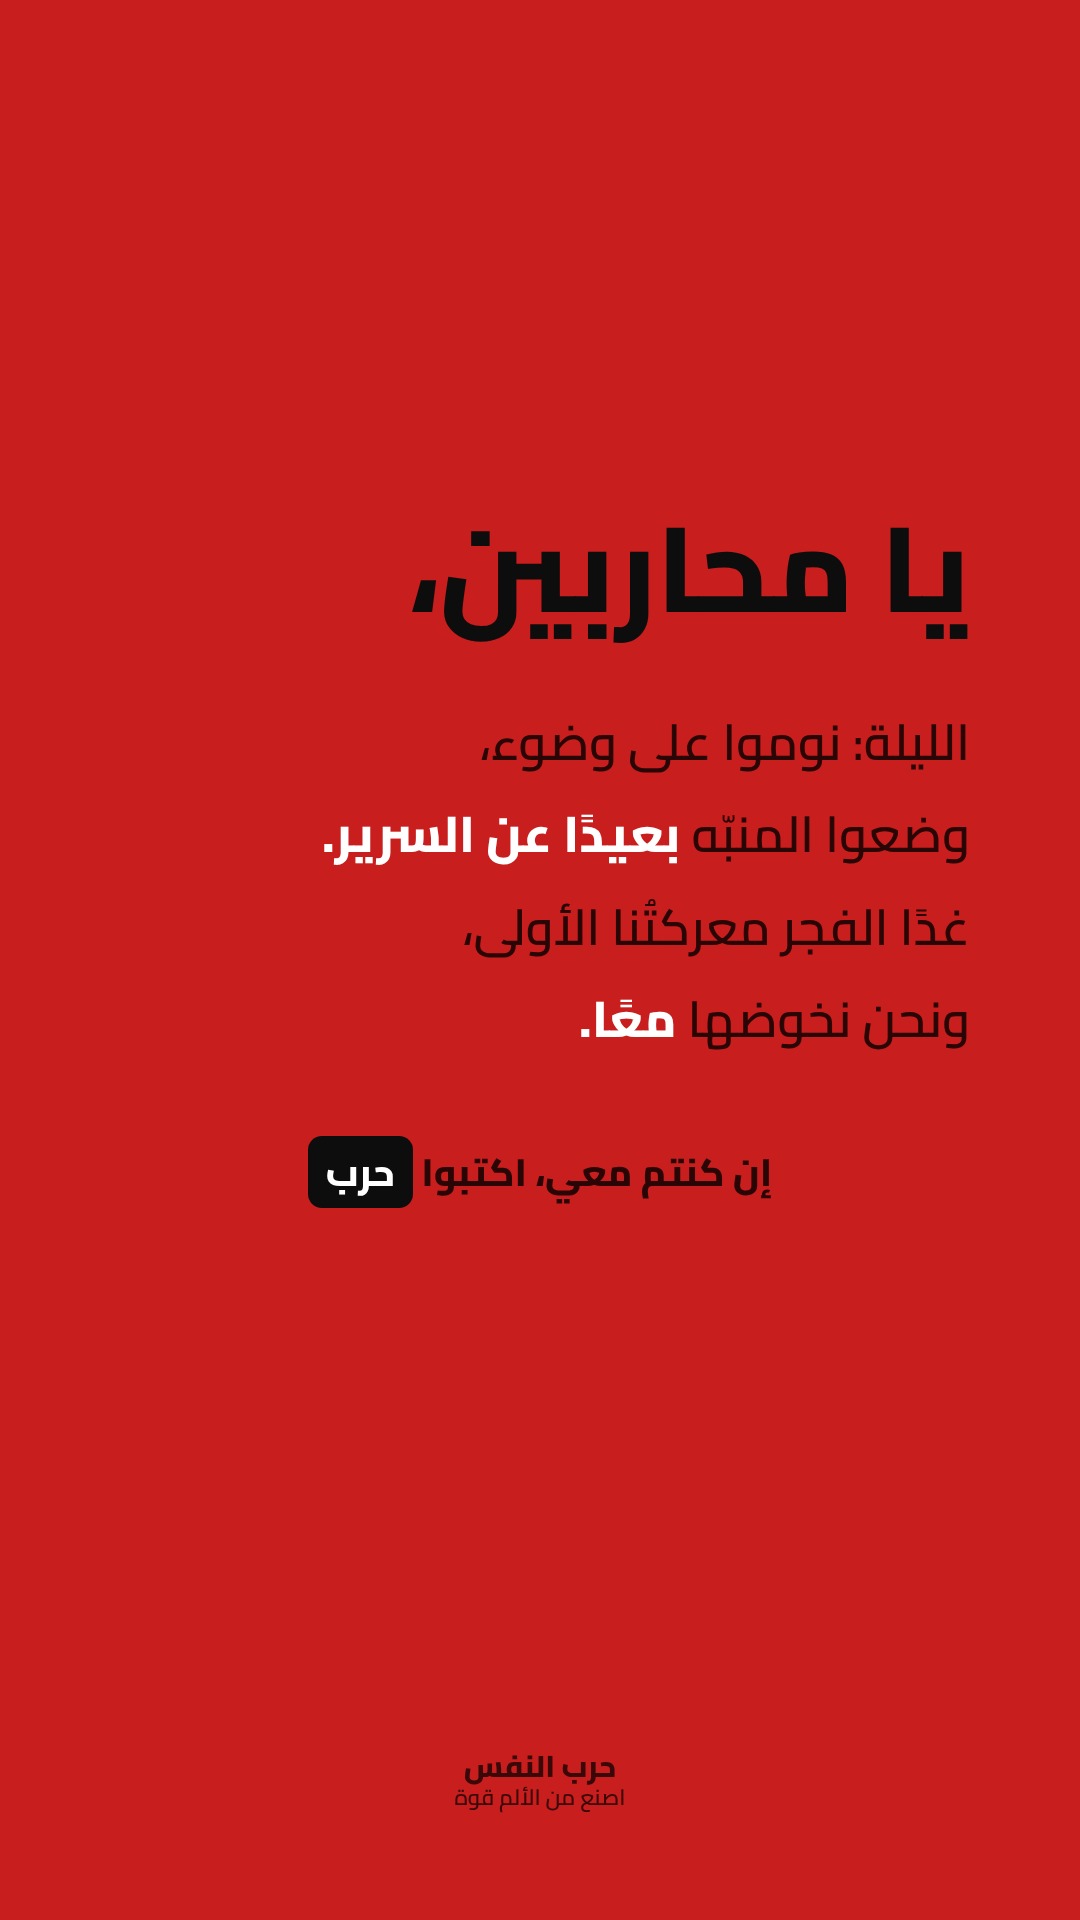 يا محاربين،
الليلة: نوموا على وضوء،
وضعوا المنبّه بعيدًا عن السرير.
غدًا الفجر معركتُنا الأولى،
ونحن نخوضها معًا.
إن كنتم معي، اكتبوا حرب
حرب النفس
اصنع من الألم قوة